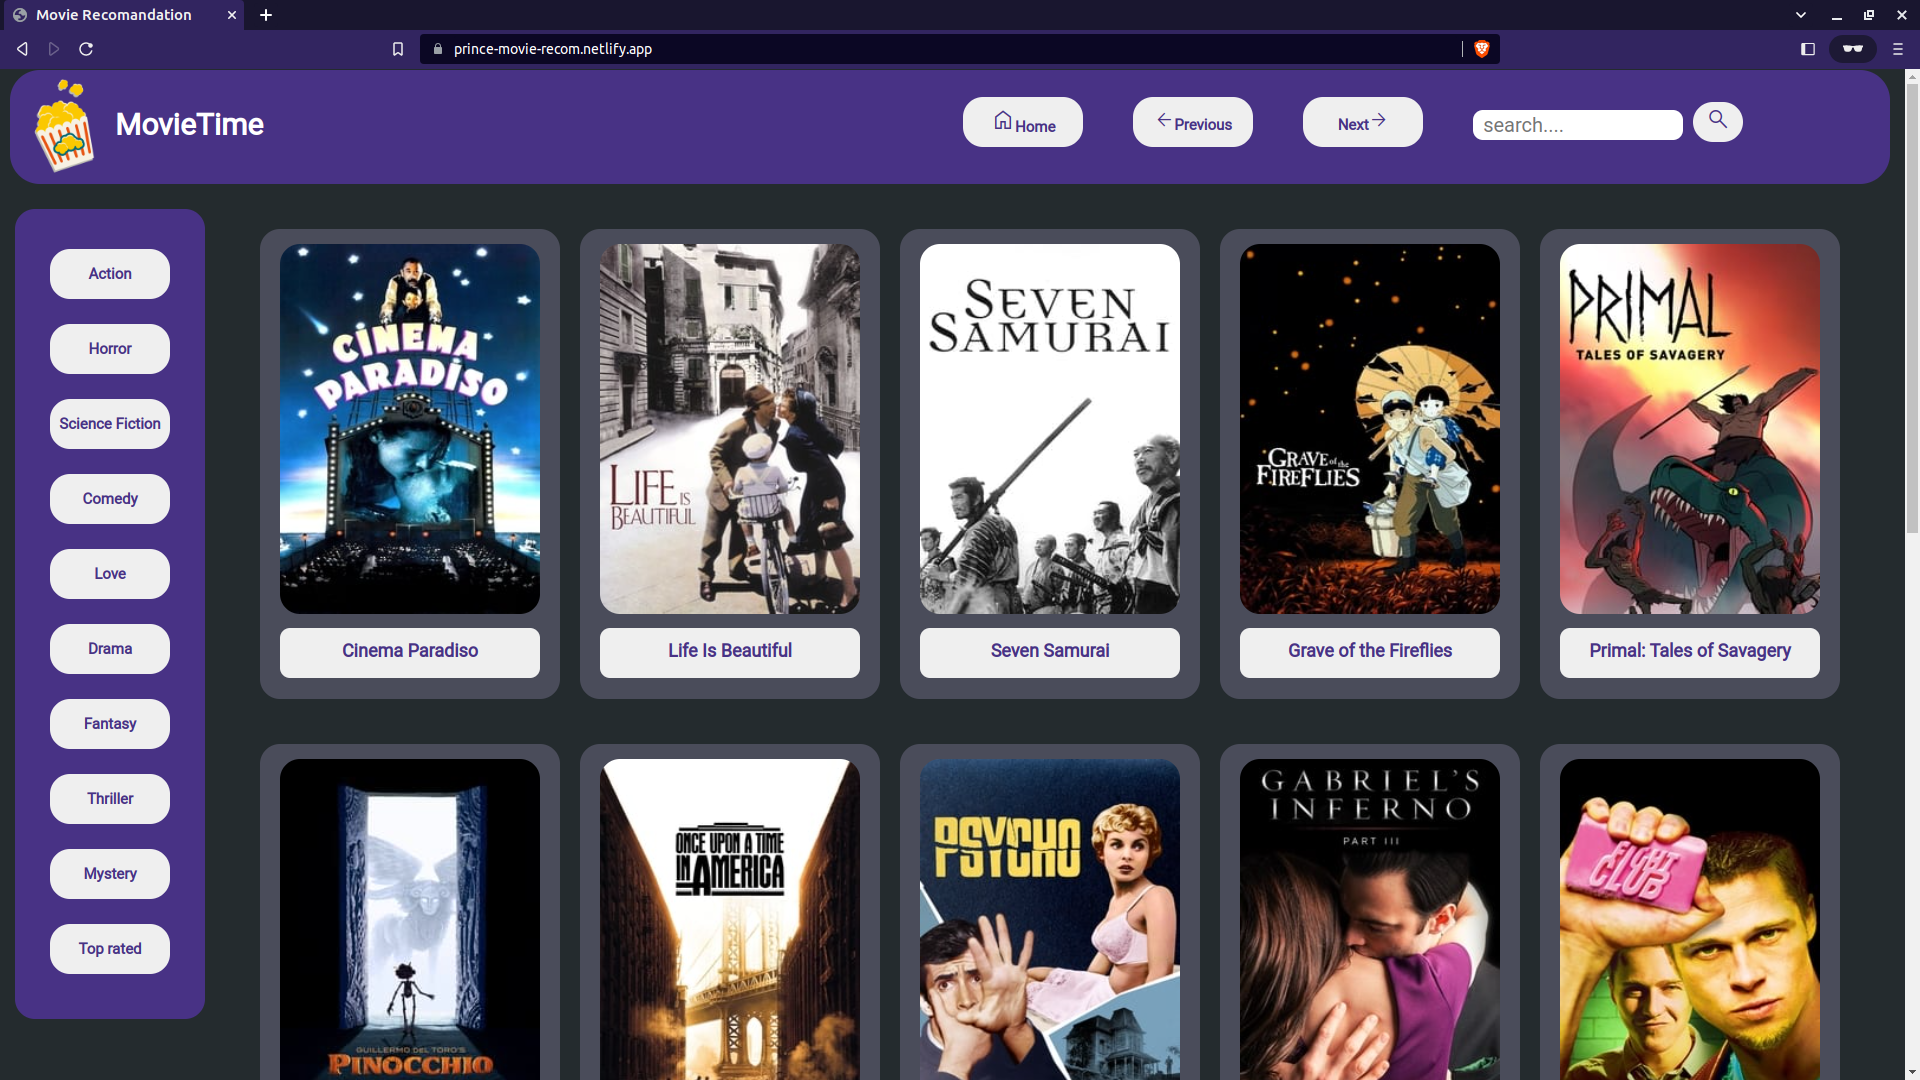 Movie Recomandation
prince-movie-recom.netlify.app
MovieTime
Home
Previous
Next
search....
Action
Horror
Science Fiction
Comedy
Love
Drama
Fantasy
Thriller
Mystery
Top rated
CINEMA
PARADISO
LIFE IS
BEAUTIFUL
SEVEN
SAMURAI
GRAVE of the
FIREFLIES
PRIMAL
TALES OF SAVAGERY
Cinema Paradiso
Life Is Beautiful
Seven Samurai
Grave of the Fireflies
Primal: Tales of Savagery
GUILLERMO DEL TORO'S
PINOCCHIO
ONCE UPON A TIME
IN AMERICA
PSYCHO
GABRIEL'S
INFERNO
PART III
FIGHT
CLUB